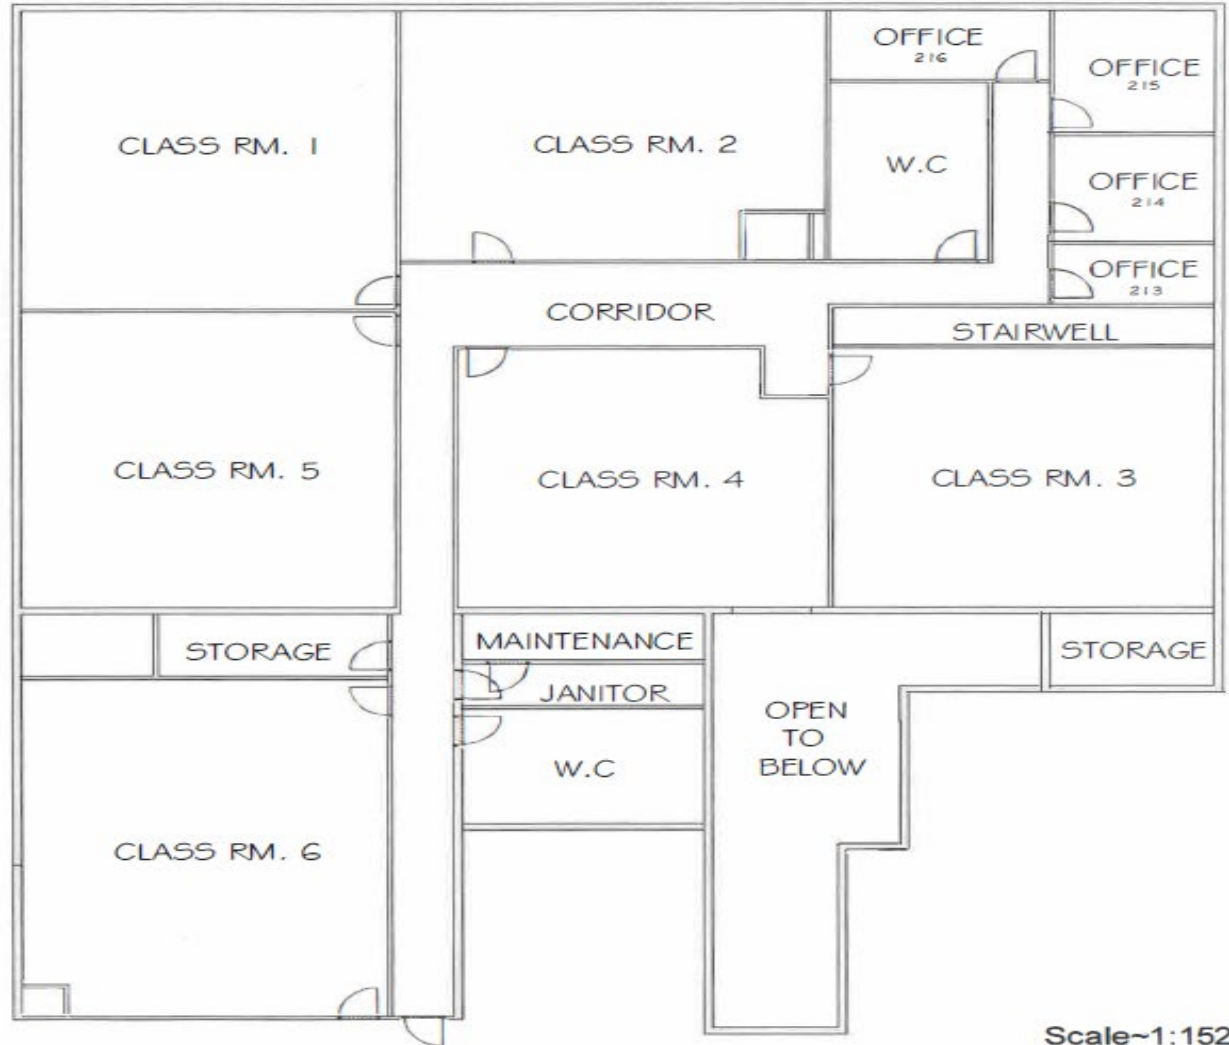 OFFICE
216
OFFICE
215
CLASS RM. 1
CLASS RM. 2
W.C
OFFICE
214
OFFICE
213
CORRIDOR
STAIRWELL
CLASS RM. 5
CLASS RM. 4
CLASS RM. 3
STORAGE
MAINTENANCE
STORAGE
JANITOR
OPEN
TO
BELOW
W.C
CLASS RM. 6
Scale~1:152